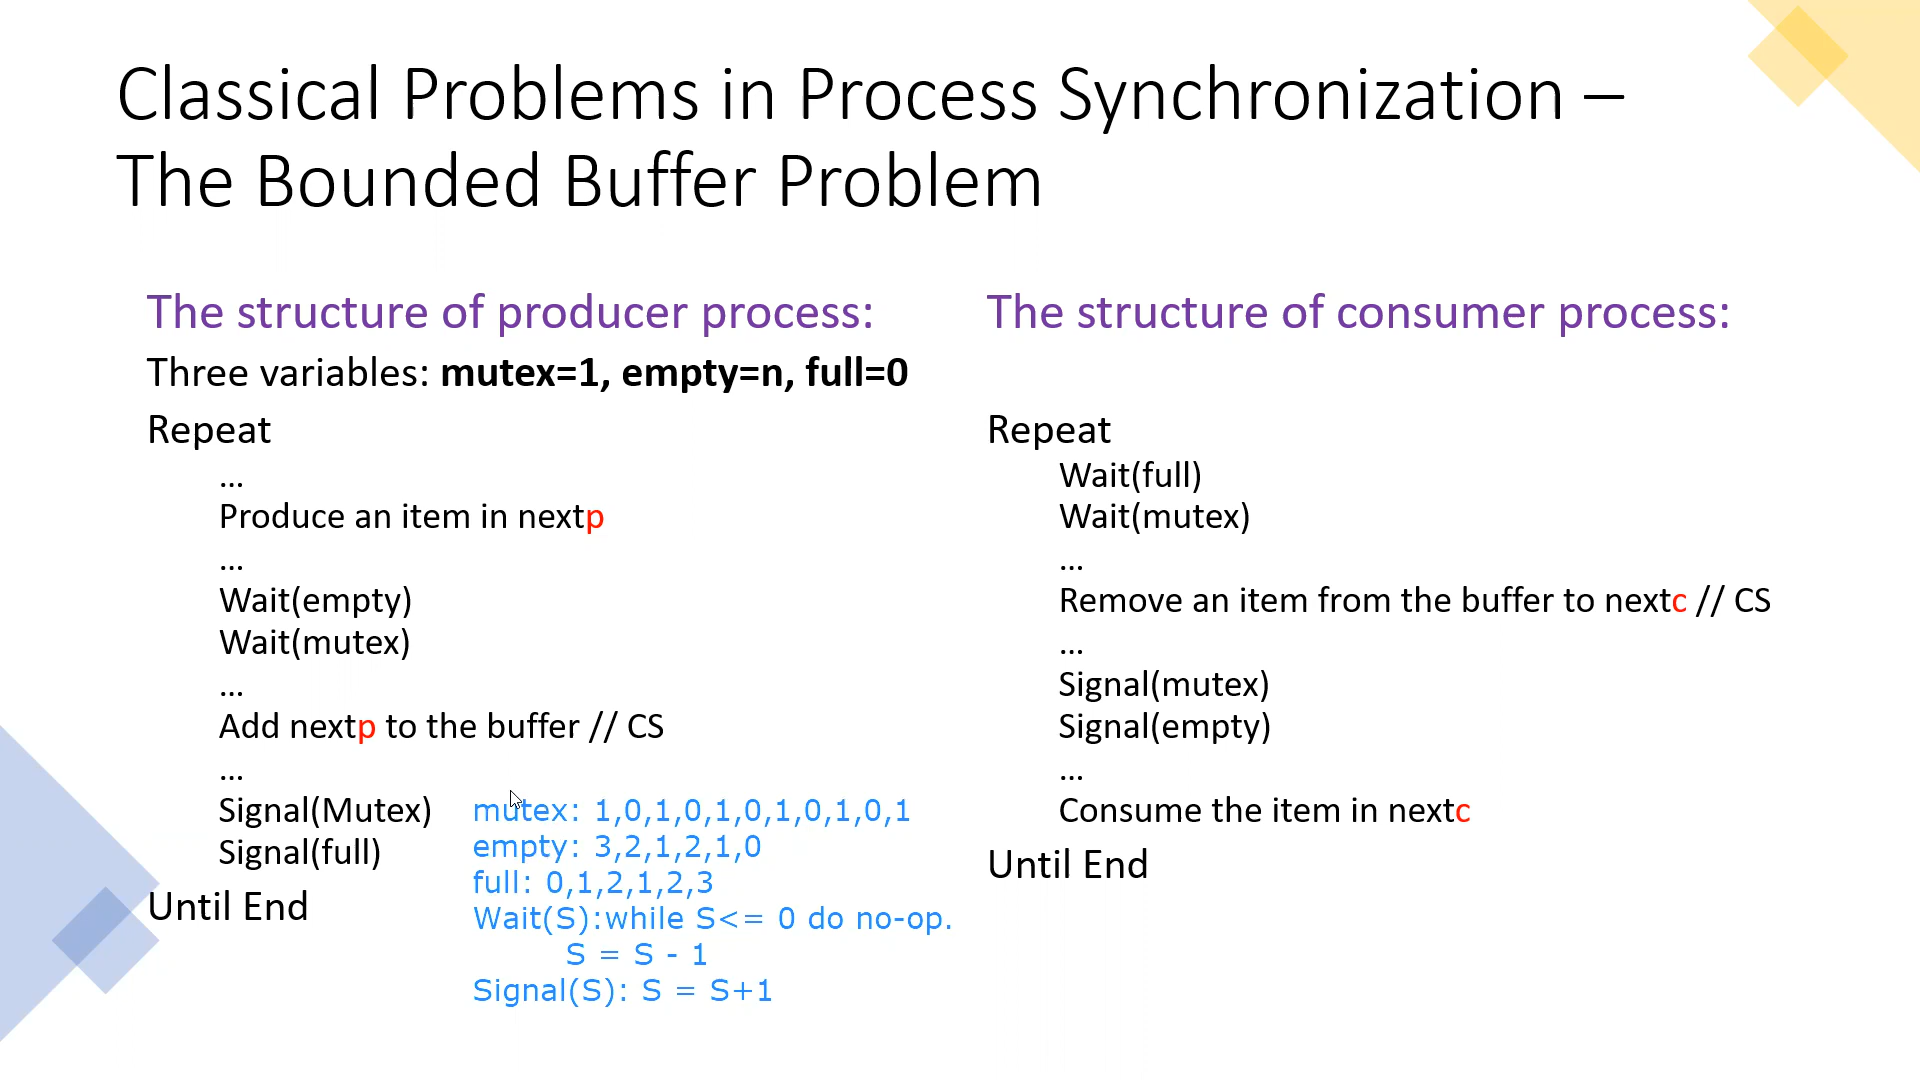 Classical Problems in Process Synchronization –
The Bounded Buffer Problem
The structure of producer process:
Three variables: mutex=1, empty=n, full=0
Repeat
...
Produce an item in nextp
...
Wait(empty)
Wait(mutex)
...
Add nextp to the buffer // CS
...
Signal(Mutex)
Signal(full)
Until End
mutex: 1,0,1,0,1,0,1,0,1,0,1
empty: 3,2,1,2,1,0
full: 0,1,2,1,2,3
Wait(S):while S<= 0 do no-op.
S = S - 1
Signal(S): S = S+1
The structure of consumer process:
Repeat
Wait(full)
Wait(mutex)
...
Remove an item from the buffer to nextc // CS
...
Signal(mutex)
Signal(empty)
...
Consume the item in nextc
Until End